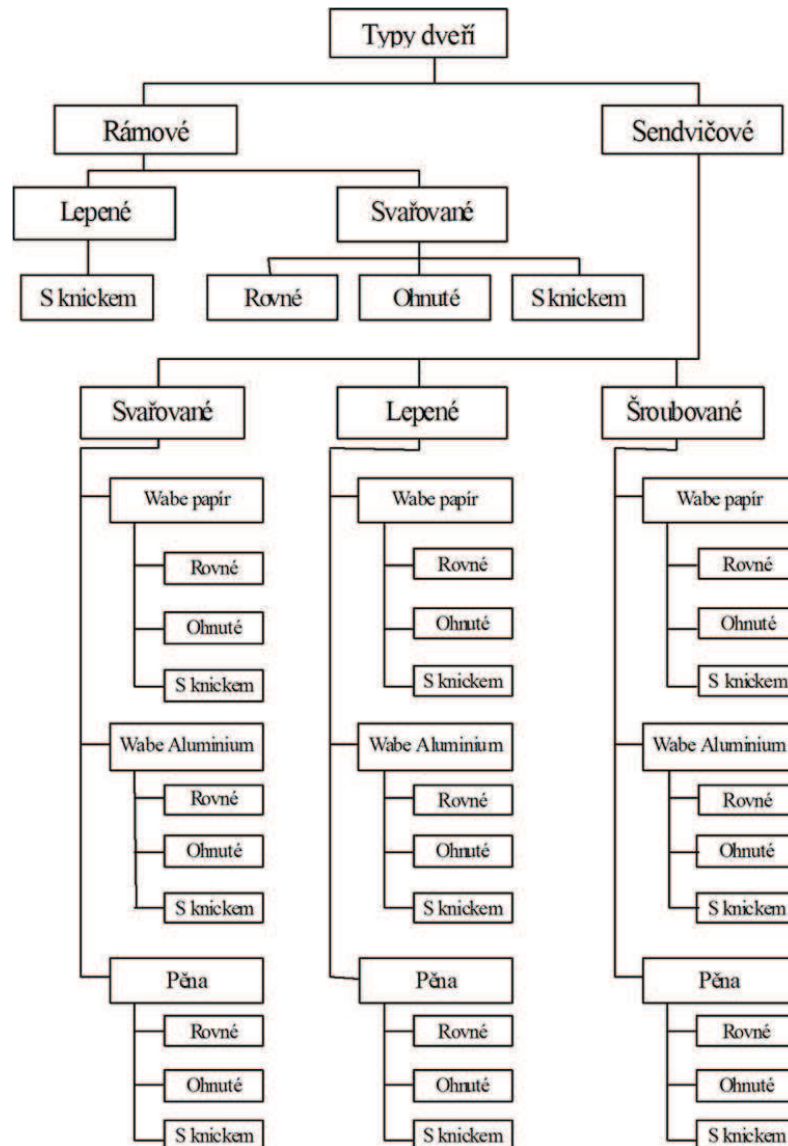 Typy dveří
Rámové
Sendvičové
Lepené
Svařované
S knickem
Rovné
Ohnuté
S knickem
Svařované
Lepené
Šroubované
Wabe papír
Rovné
Ohnuté
S knickem
Wabe Aluminium
Rovné
Ohnuté
S knickem
Pěna
Rovné
Ohnuté
S knickem
Wabe papír
Rovné
Ohnuté
S knickem
Wabe Aluminium
Rovné
Ohnuté
S knickem
Pěna
Rovné
Ohnuté
S knickem
Wabe papír
Rovné
Ohnuté
S knickem
Wabe Aluminium
Rovné
Ohnuté
S knickem
Pěna
Rovné
Ohnuté
S knickem